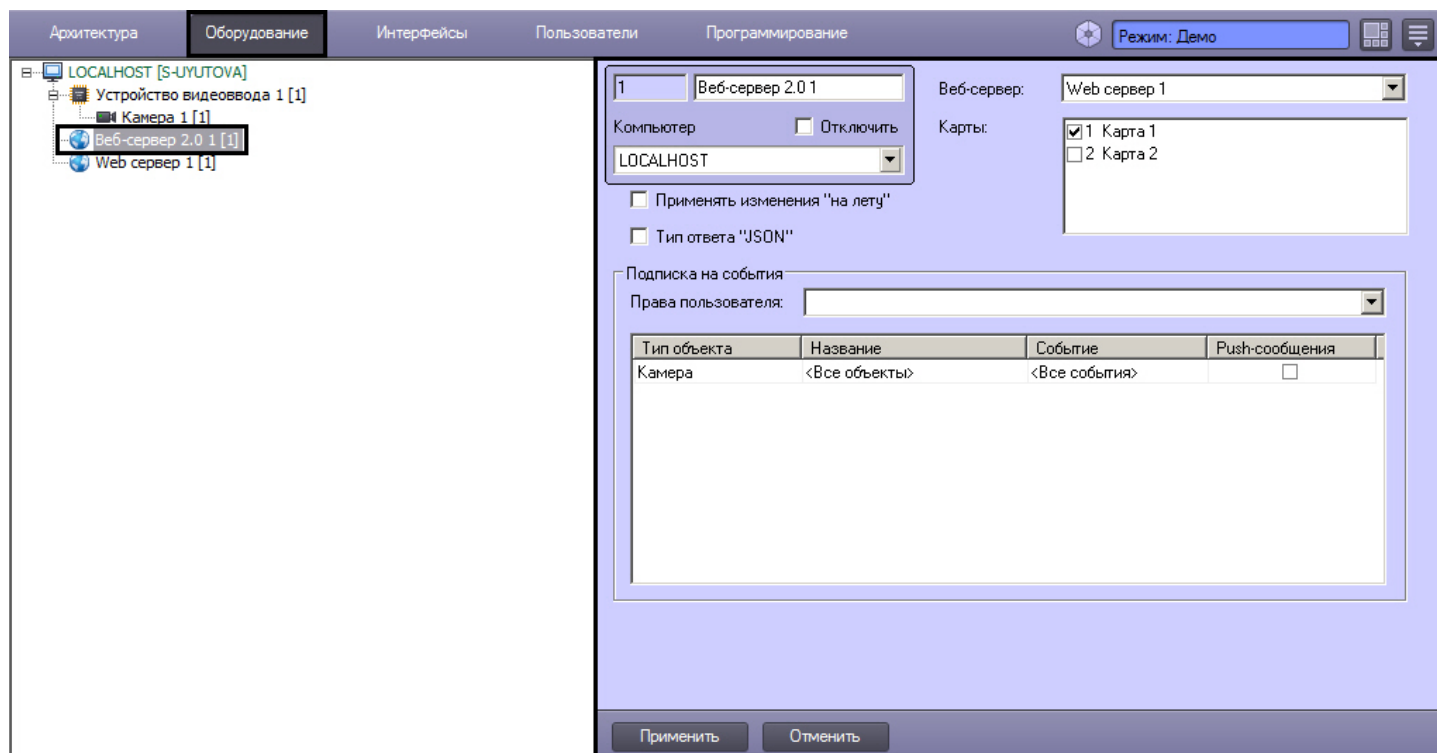 Архитектура Оборудование Интерфейсы Пользователи Программирование Режим: Демо
LOCALHOST [S-UYUTOVA]
Устройство видеоввода 1 [1]
Камера 1 [1]
Веб-сервер 2.0 1 [1]
Web сервер 1 [1]
1 Веб-сервер 2.0 1
Компьютер Отключить
LOCALHOST
Веб-сервер: Web сервер 1
Карты:
1 Карта 1
2 Карта 2
Применять изменения "на лету"
Тип ответа "JSON"
Подписка на события
Права пользователя:
Тип объекта Название Событие Push-сообщения
Камера <Все объекты> <Все события>
Применить Отменить